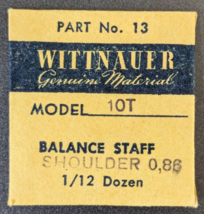 PART No. 13
WITTNAUER
Genuine Material
MODEL 10T
BALANCE STAFF
SHOULDER 0,86
1/12 Dozen